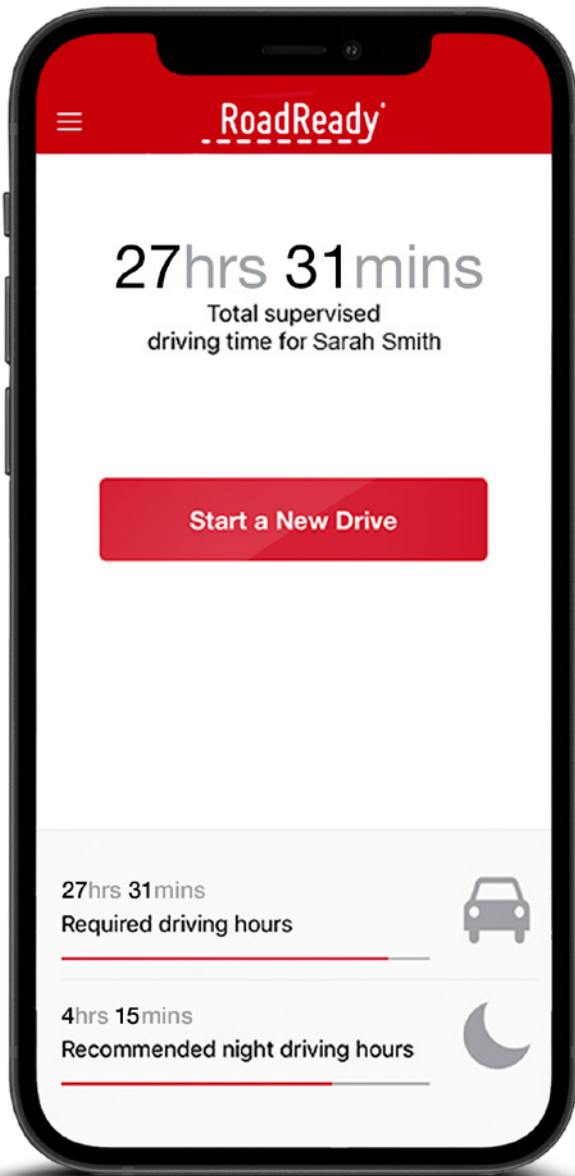 RoadReady
27hrs 31mins
Total supervised
driving time for Sarah Smith
Start a New Drive
27hrs 31mins
Required driving hours
4hrs 15mins
Recommended night driving hours